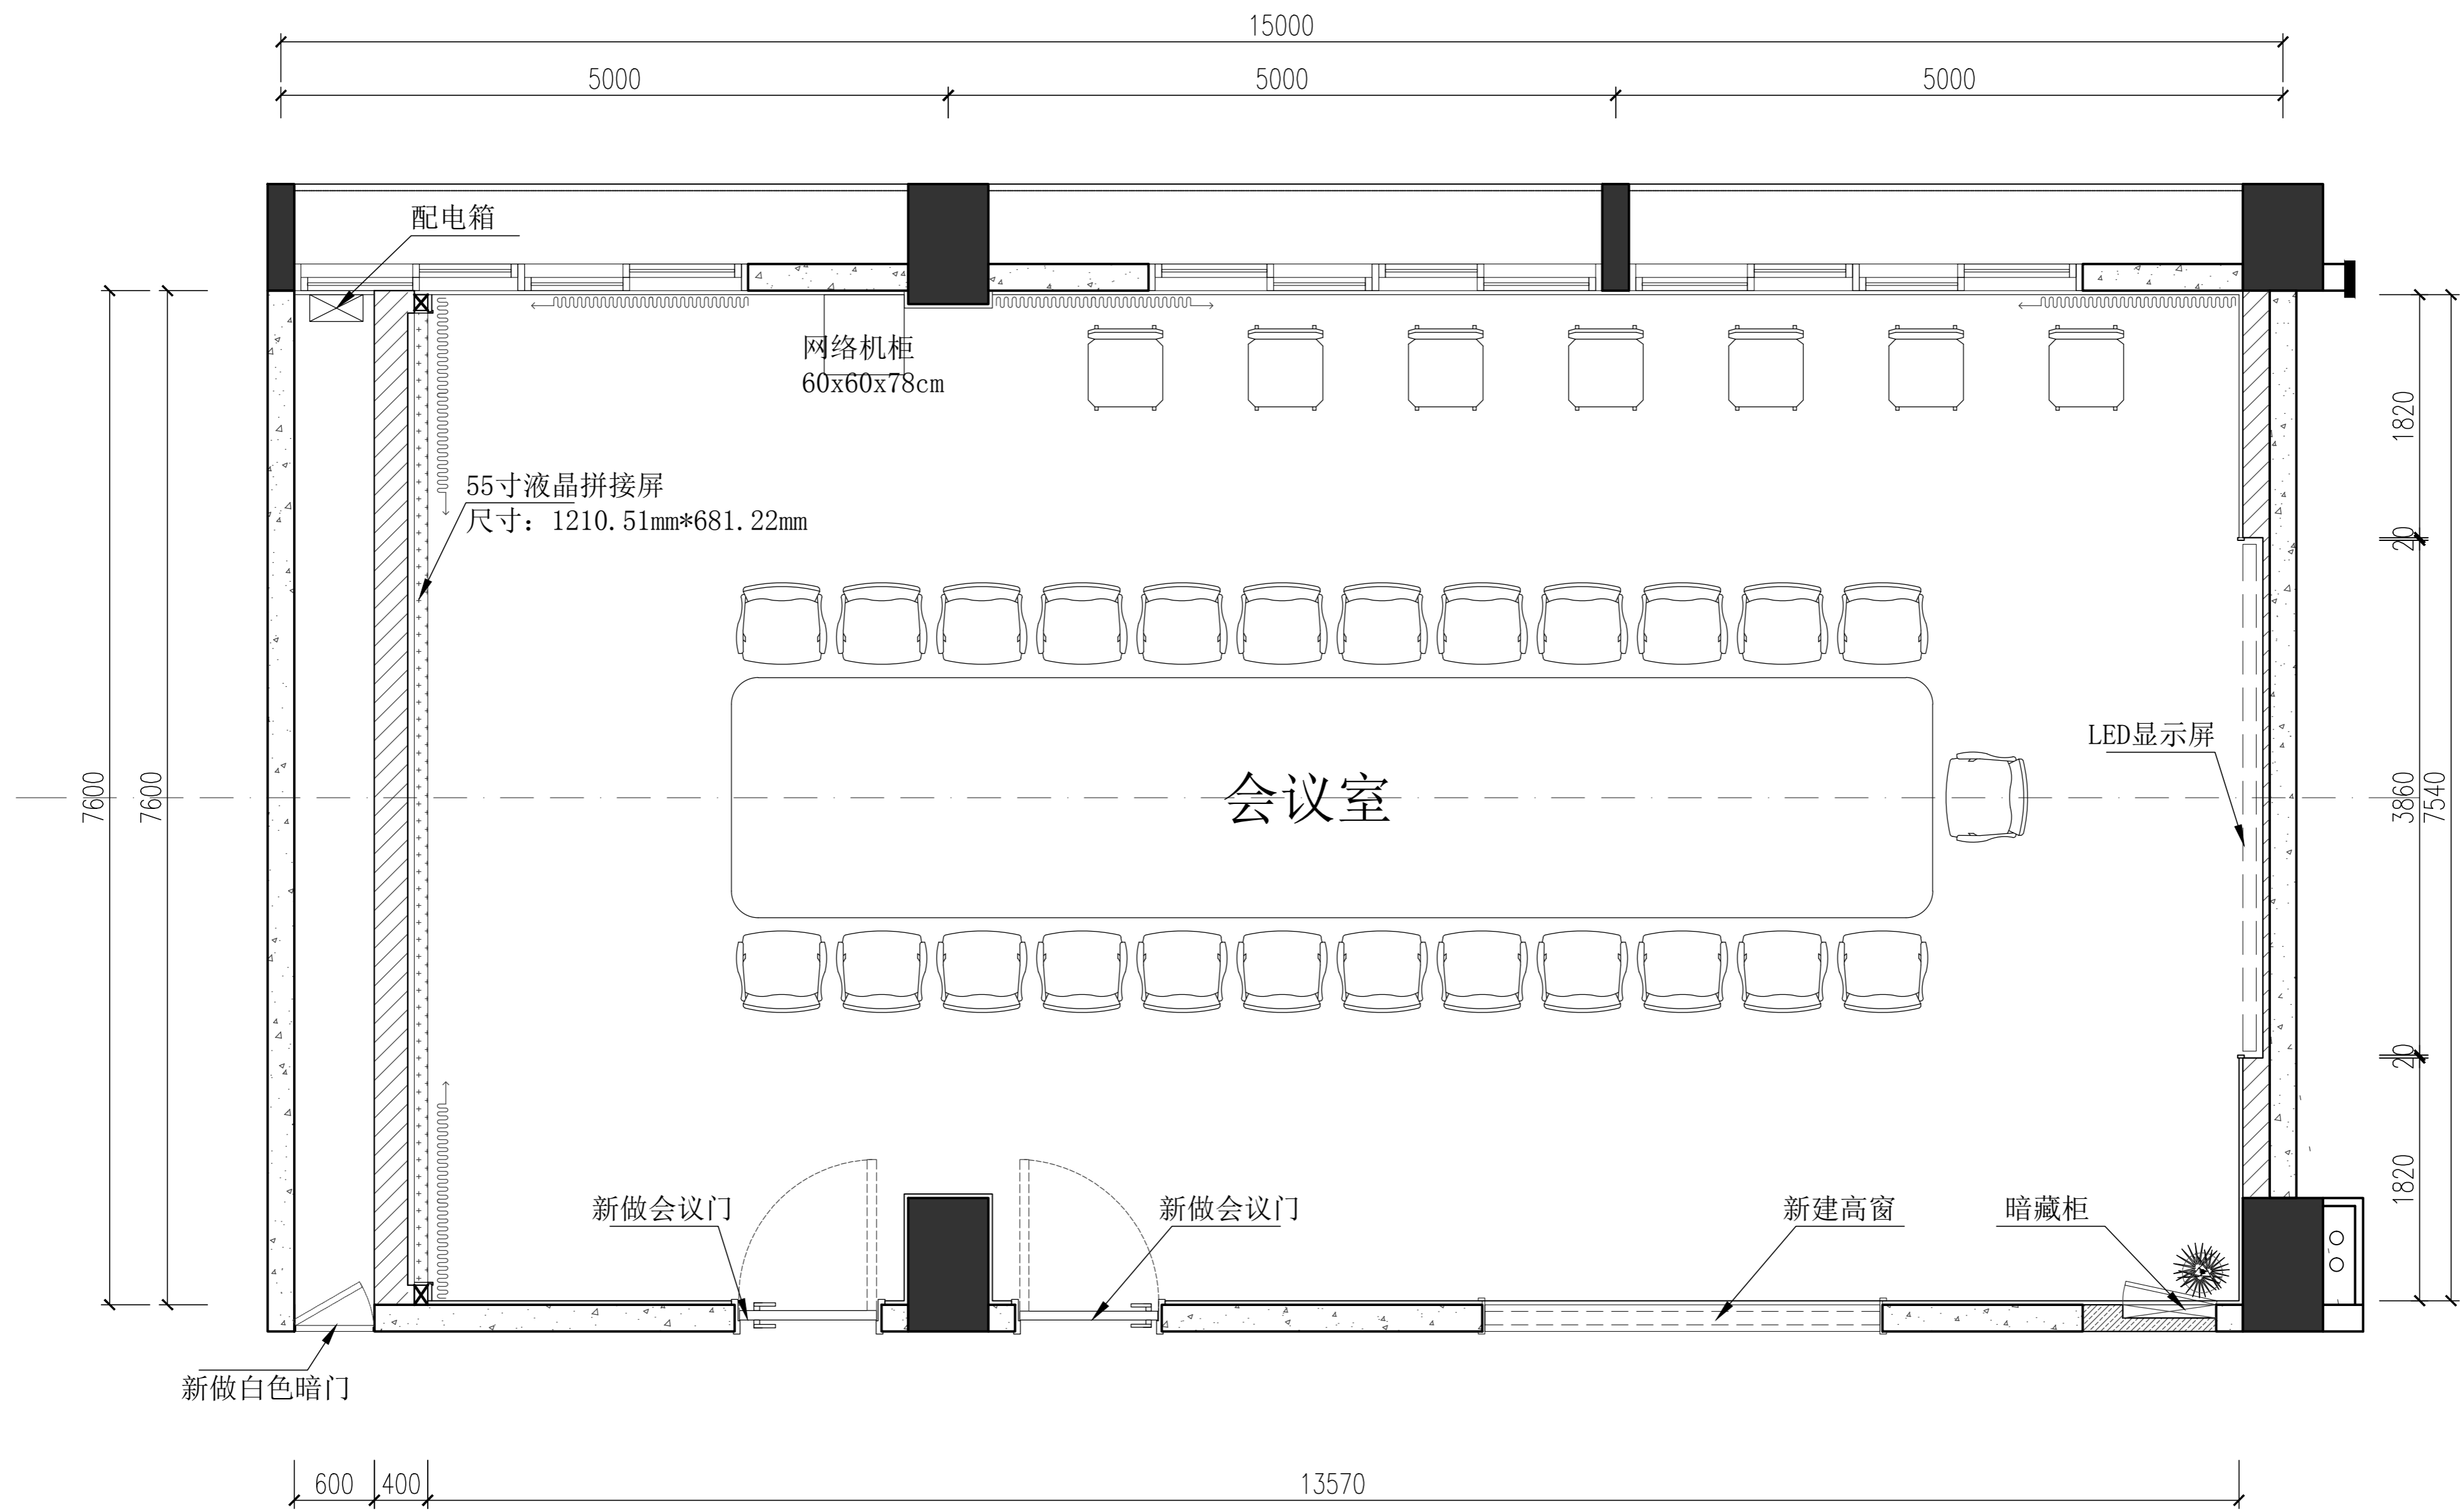 15000
5000
5000
5000
配电箱
网络机柜
60x60x78cm
1820
55寸液晶拼接屏
尺寸：1210.51mm*681.22mm
20
LED显示屏
7600
7600
会议室
3860
7540
20
1820
新做会议门
新做会议门
新建高窗
暗藏柜
新做白色暗门
600
400
13570